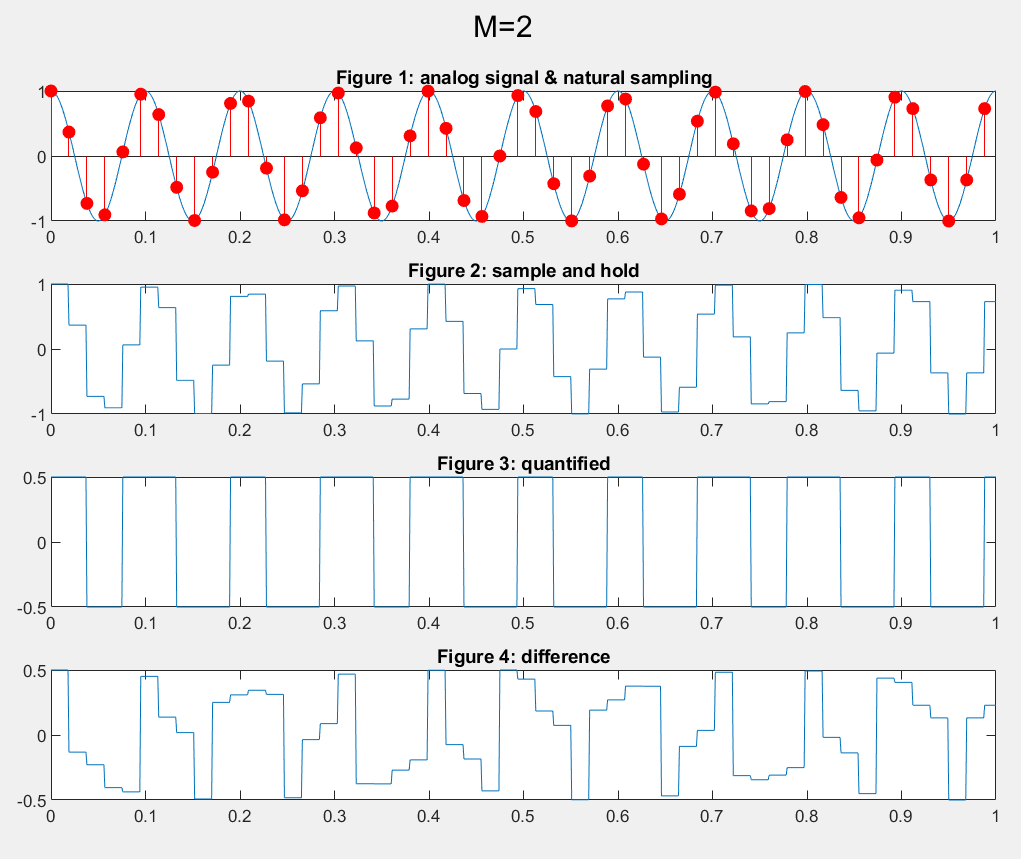 M=2
Figure 1: analog signal & natural sampling
1
0
-1
0 0.1 0.2 0.3 0.4 0.5 0.6 0.7 0.8 0.9 1
Figure 2: sample and hold
1
0
-1
0 0.1 0.2 0.3 0.4 0.5 0.6 0.7 0.8 0.9 1
Figure 3: quantified
0.5
0
-0.5
0 0.1 0.2 0.3 0.4 0.5 0.6 0.7 0.8 0.9 1
Figure 4: difference
0.5
0
-0.5
0 0.1 0.2 0.3 0.4 0.5 0.6 0.7 0.8 0.9 1